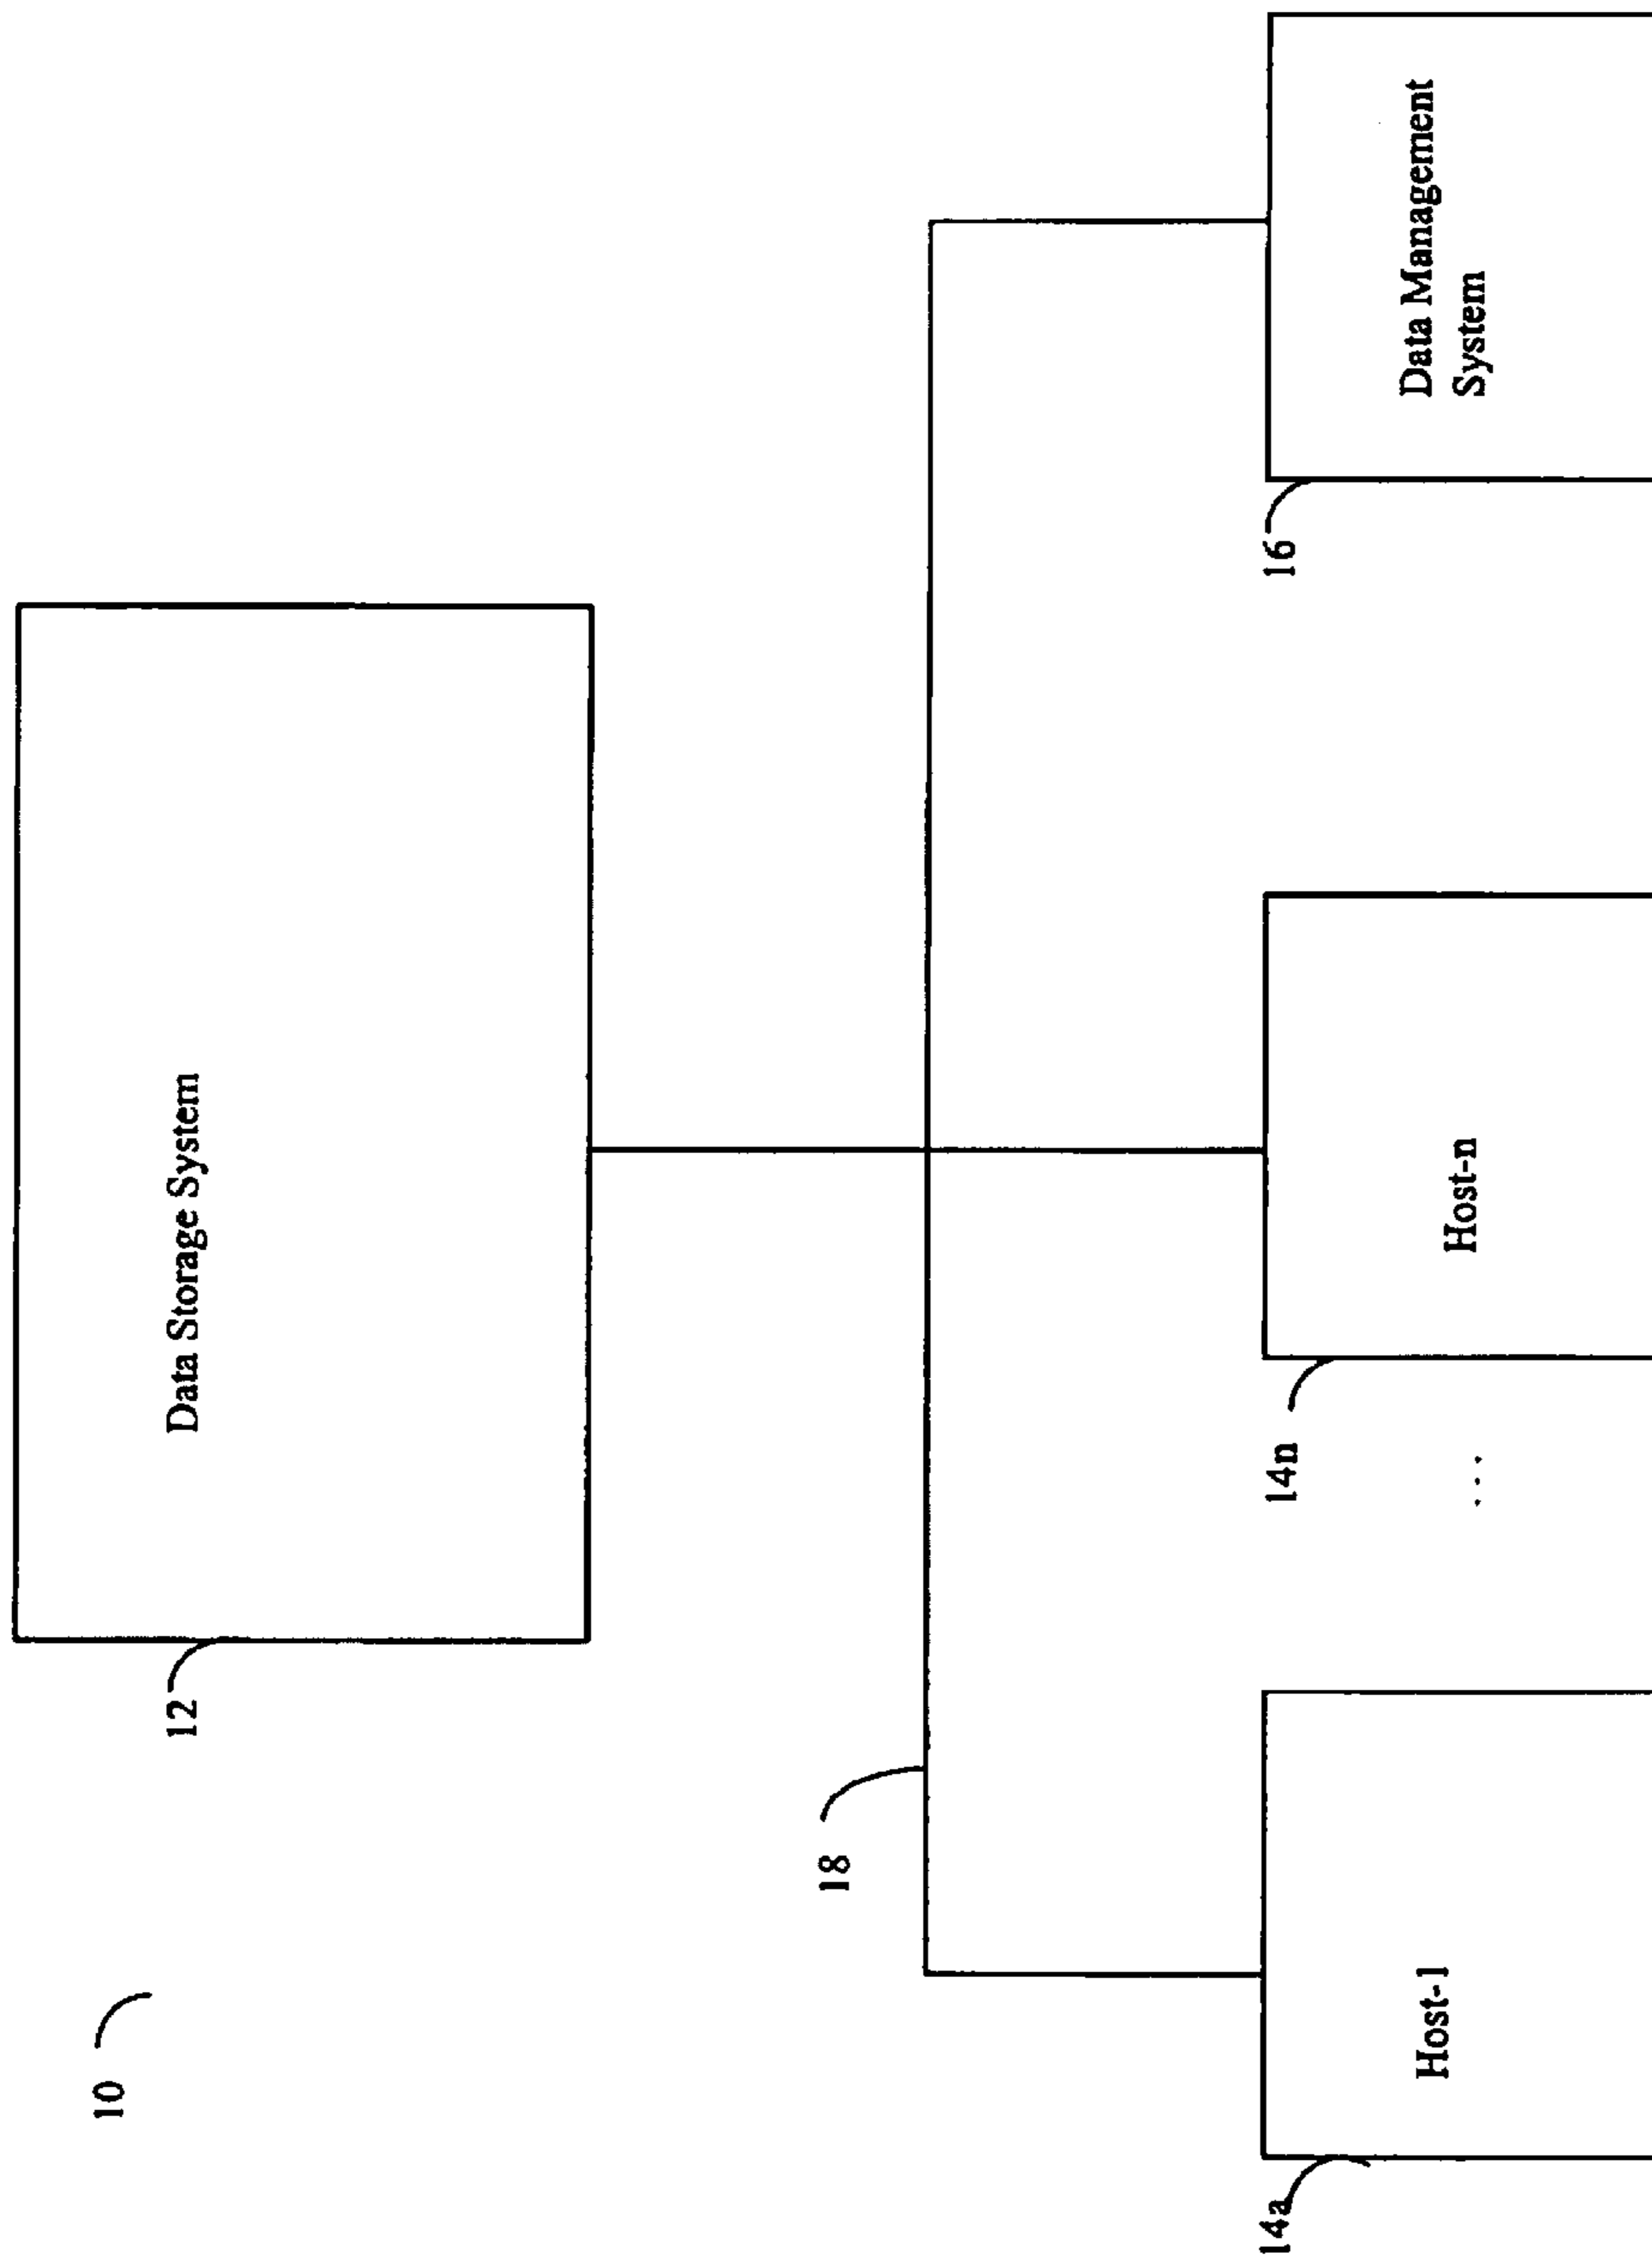 10
12
Data Storage System
18
14a
Host-1
14n
...
Host-n
16
Data Management
System